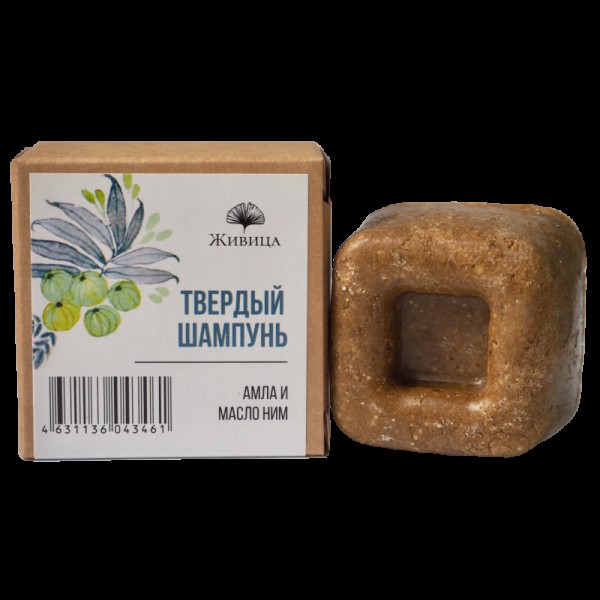 Живица
ТВЕРДЫЙ
ШАМПУНЬ
АМЛА И
МАСЛО НИМ
4 631136 043461